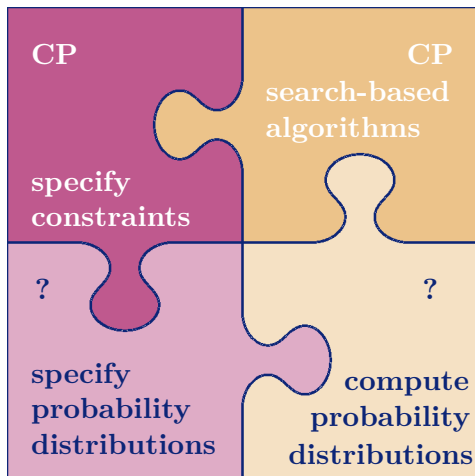 CP
specify
constraints
CP
search-based
algorithms
?
specify
probability
distributions
?
compute
probability
distributions